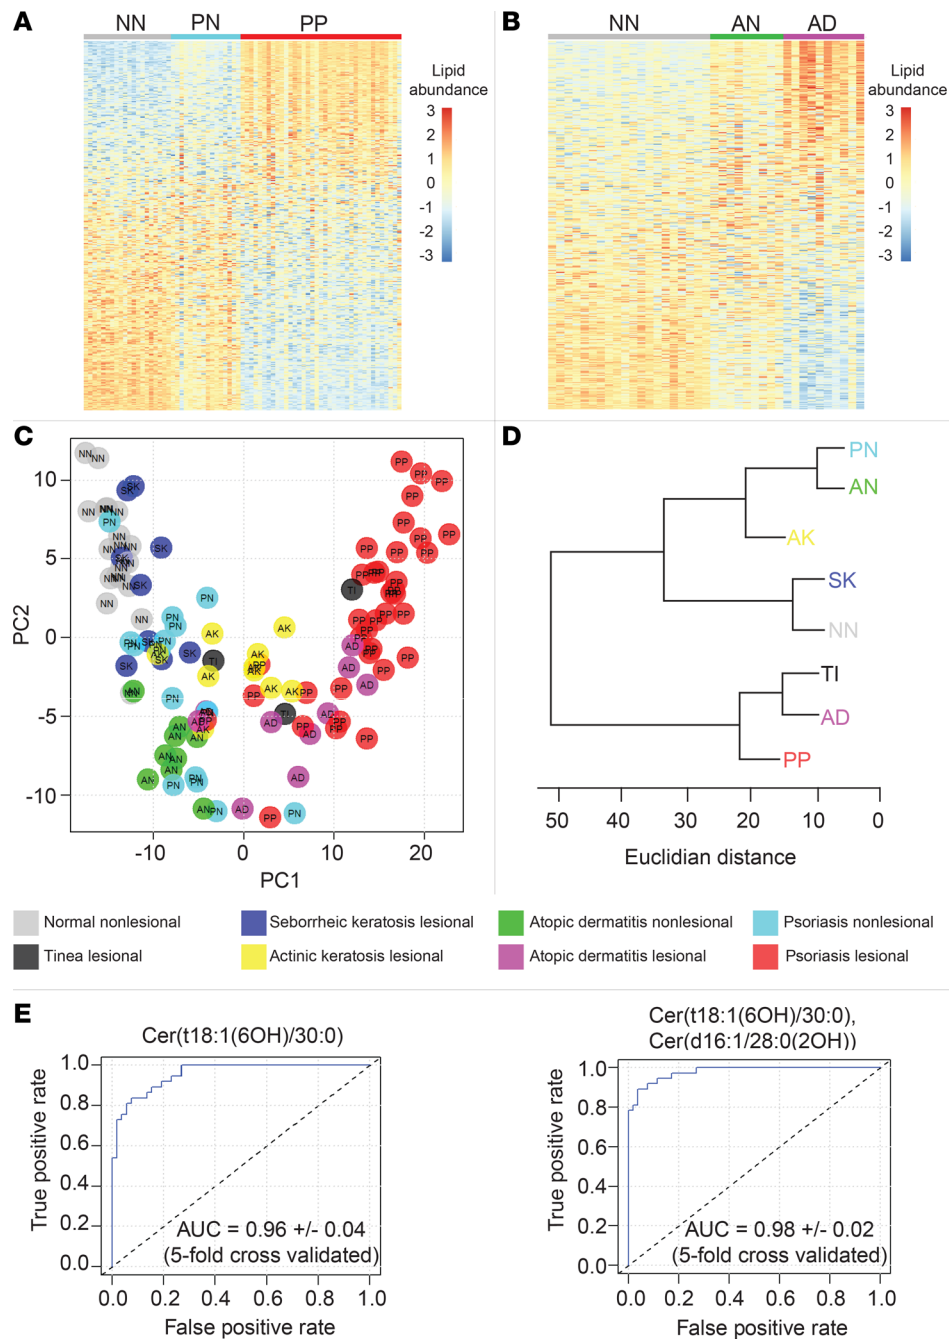 A
NN PN PP
Lipid
abundance
3
2
1
0
-1
-2
-3
B
NN AN AD
Lipid
abundance
3
2
1
0
-1
-2
-3
C
PC2
10
5
0
-5
-10
-10 0 10 20
PC1
NN
SK
PN
AK
TI
PP
AD
AN
D
PN
AN
AK
SK
NN
TI
AD
PP
50 40 30 20 10 0
Euclidian distance
Normal nonlesional
Seborrheic keratosis lesional
Atopic dermatitis nonlesional
Psoriasis nonlesional
Tinea lesional
Actinic keratosis lesional
Atopic dermatitis lesional
Psoriasis lesional
E
Cer(t18:1(6OH)/30:0)
True positive rate
1.0
0.8
0.6
0.4
0.2
0.0
AUC = 0.96 +/- 0.04
(5-fold cross validated)
0.0 0.2 0.4 0.6 0.8 1.0
False positive rate
Cer(t18:1(6OH)/30:0),
Cer(d16:1/28:0(2OH))
True positive rate
1.0
0.8
0.6
0.4
0.2
0.0
AUC = 0.98 +/- 0.02
(5-fold cross validated)
0.0 0.2 0.4 0.6 0.8 1.0
False positive rate